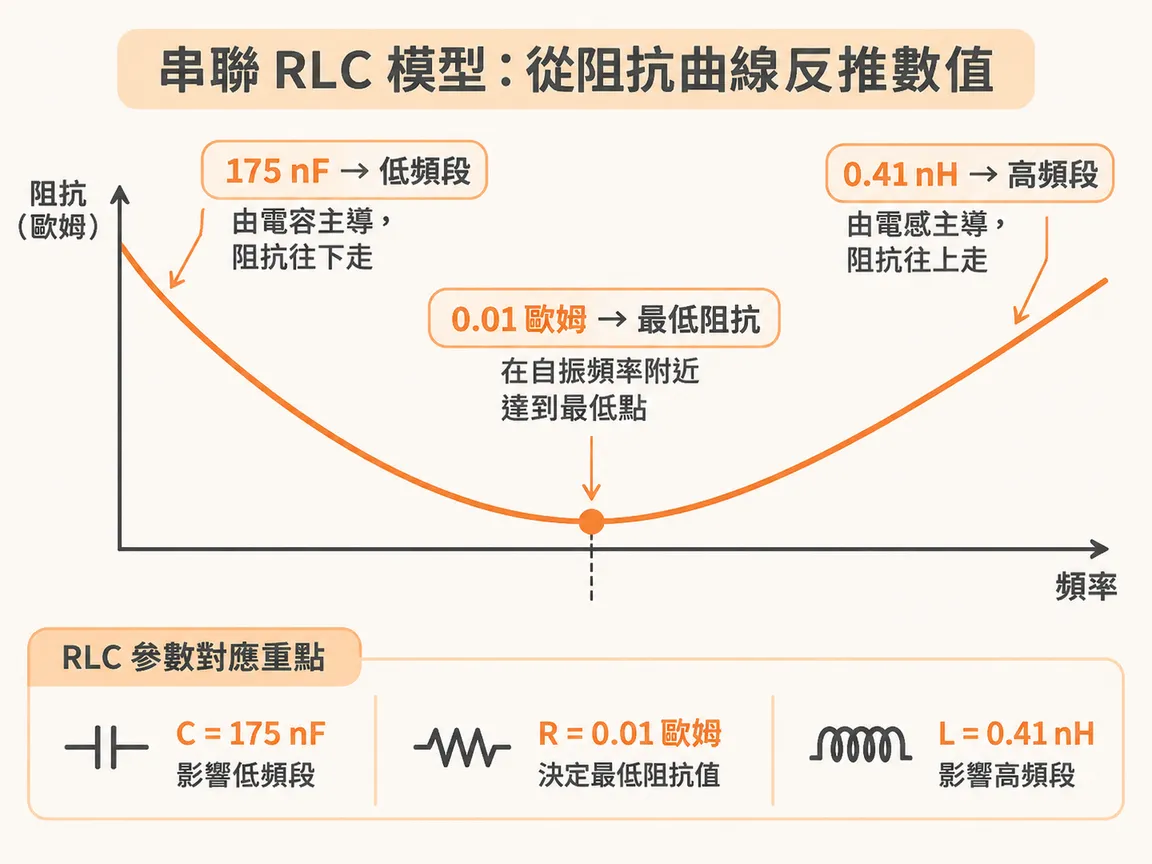 串聯 RLC 模型：從阻抗曲線反推數值
175 nF → 低頻段
由電容主導，
阻抗往下走
0.41 nH → 高頻段
由電感主導，
阻抗往上走
阻抗
（歐姆）
0.01 歐姆 → 最低阻抗
在自振頻率附近
達到最低點
頻率
RLC 參數對應重點
C = 175 nF
影響低頻段
R = 0.01 歐姆
決定最低阻抗值
L = 0.41 nH
影響高頻段